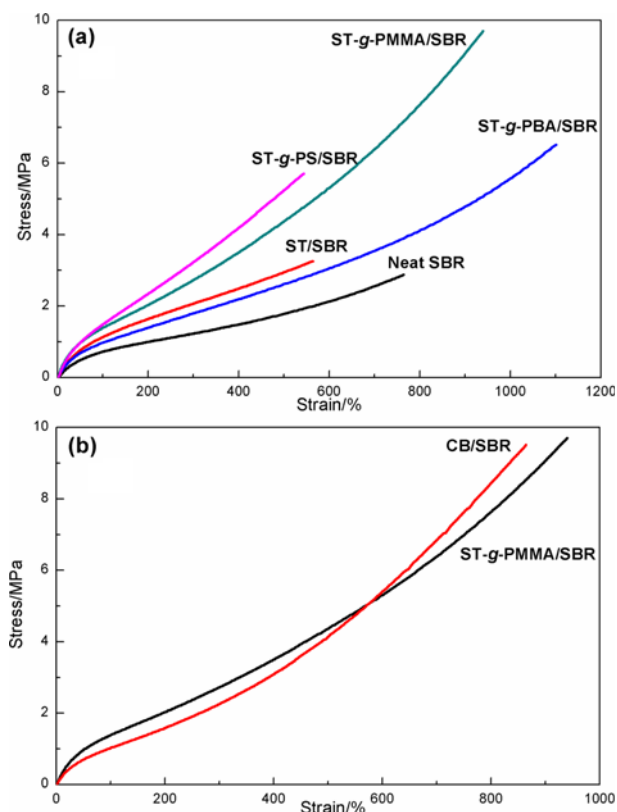 (a)
ST-g-PMMA/SBR
ST-g-PBA/SBR
ST-g-PS/SBR
ST/SBR
Neat SBR
Stress/MPa
10
8
6
4
2
0
0 200 400 600 800 1000 1200
Strain/%
(b)
CB/SBR
ST-g-PMMA/SBR
Stress/MPa
10
8
6
4
2
0
0 200 400 600 800 1000
Strain/%